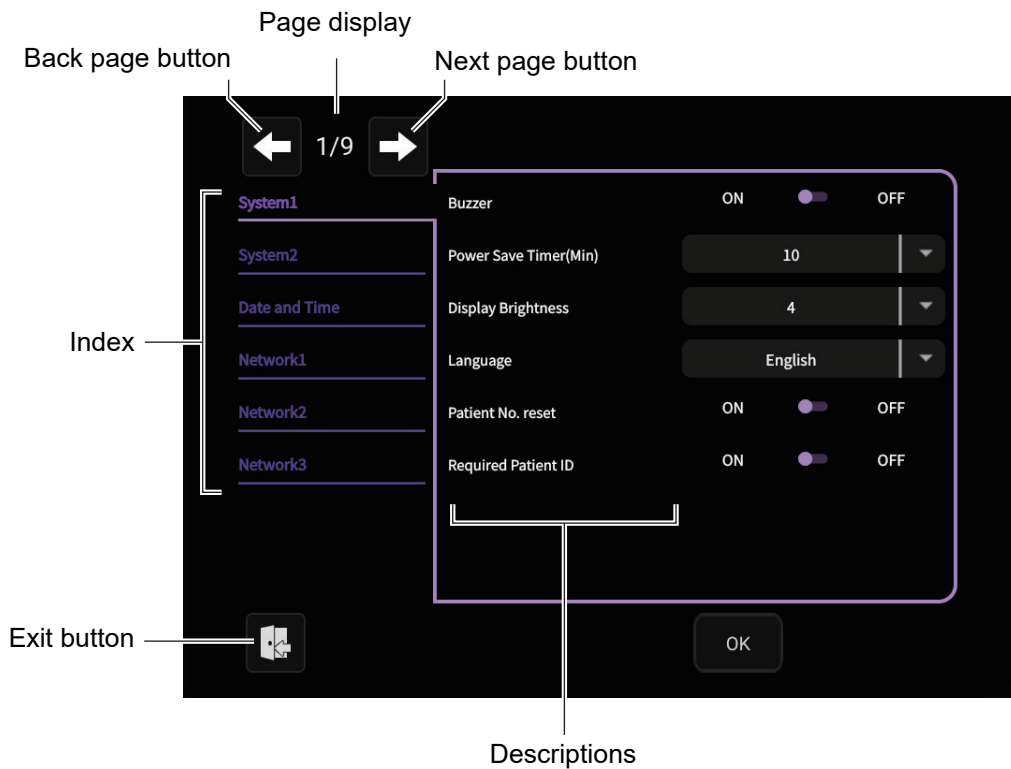 Page display
Back page button
Next page button
1/9
System1
System2
Date and Time
Network1
Network2
Network3
Index
Buzzer ON OFF
Power Save Timer(Min) 10
Display Brightness 4
Language English
Patient No. reset ON OFF
Required Patient ID ON OFF
Exit button
OK
Descriptions